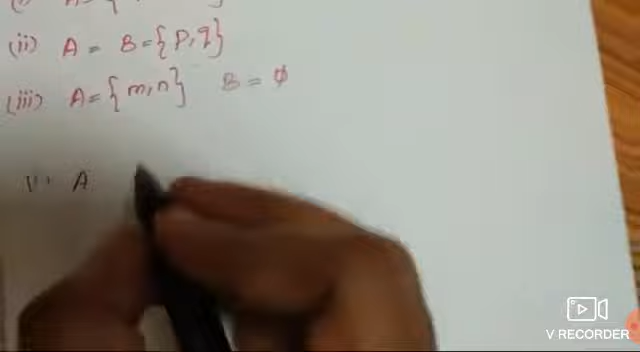 (ii) A = B = {p, q}
(iii) A = {m, n} B = ϕ
A
V RECORDER